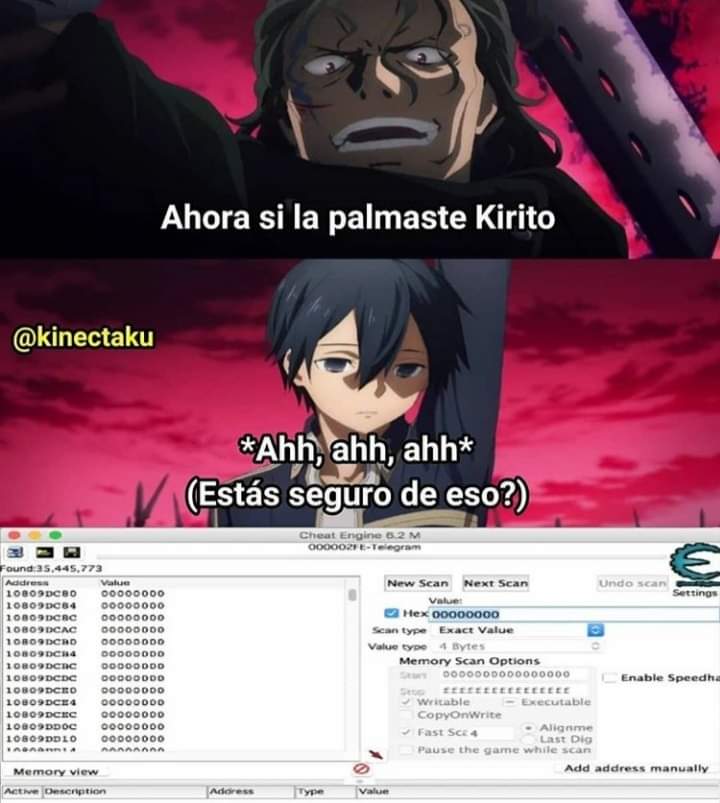 Ahora si la palmaste Kirito
@kinectaku
*Ahh, ahh, ahh*
(Estás seguro de eso?)
Cheat Engine 6.2 M
000002FE-Telegram
Found:35,445,773
Address Value
10809DC80 00000000
10809DC84 00000000
10809DC8C 00000000
10809DCAC 00000000
10809DCB0 00000000
10809DCB4 00000000
10809DCBC 00000000
10809DCDC 00000000
10809DCE0 00000000
10809DCE4 00000000
10809DCEC 00000000
10809DD0C 00000000
10809DD10 00000000
New Scan Next Scan Undo scan
Settings
Value:
Hex 00000000
Scan type Exact Value
Value type 4 Bytes
Memory Scan Options
Start 0000000000000000
Stop ffffffffffffffff
Enable Speedha
Writable Executable
CopyOnWrite
Fast Sca 4 Alignme
Last Dig
Pause the game while scan
Memory view
Add address manually
Active Description Address Type Value